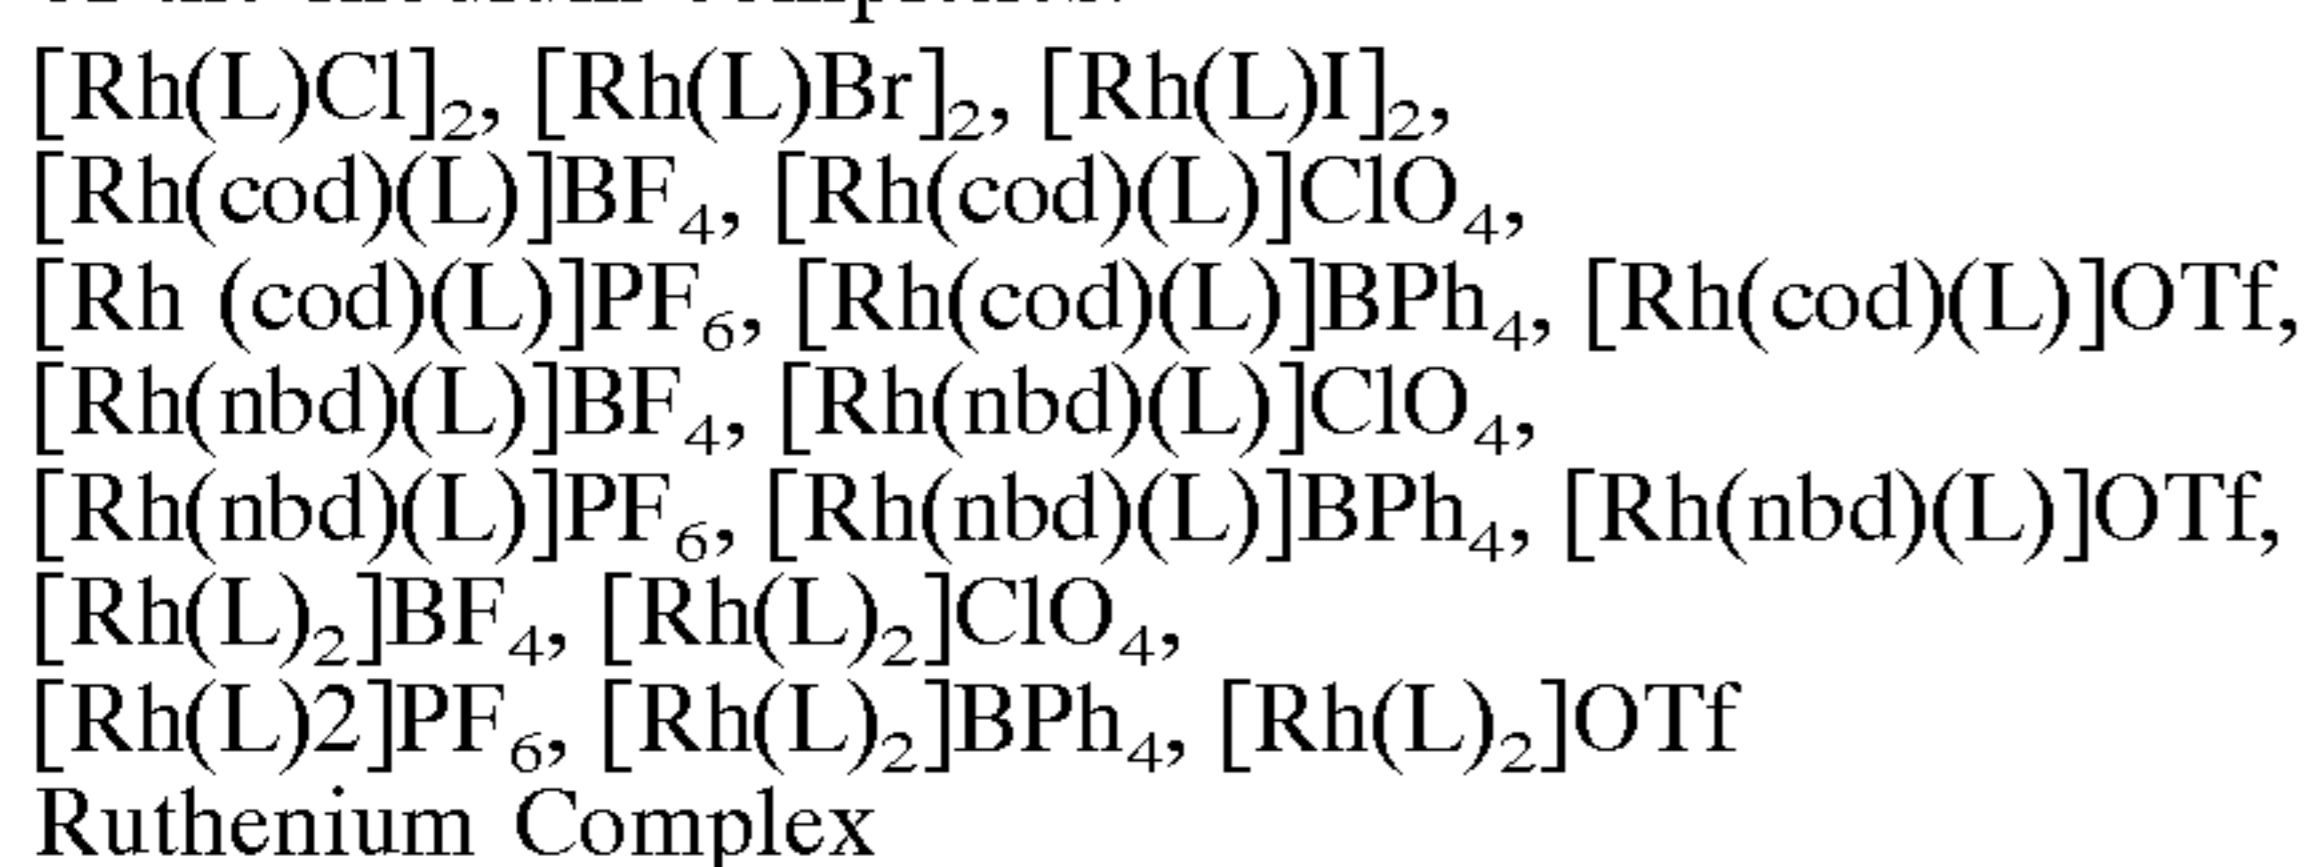 [Rh(L)Cl]₂, [Rh(L)Br]₂, [Rh(L)I]₂,
[Rh(cod)(L)]BF₄, [Rh(cod)(L)]ClO₄,
[Rh (cod)(L)]PF₆, [Rh(cod)(L)]BPh₄, [Rh(cod)(L)]OTf,
[Rh(nbd)(L)]BF₄, [Rh(nbd)(L)]ClO₄,
[Rh(nbd)(L)]PF₆, [Rh(nbd)(L)]BPh₄, [Rh(nbd)(L)]OTf,
[Rh(L)₂]BF₄, [Rh(L)₂]ClO₄,
[Rh(L)2]PF₆, [Rh(L)₂]BPh₄, [Rh(L)₂]OTf
Ruthenium Complex